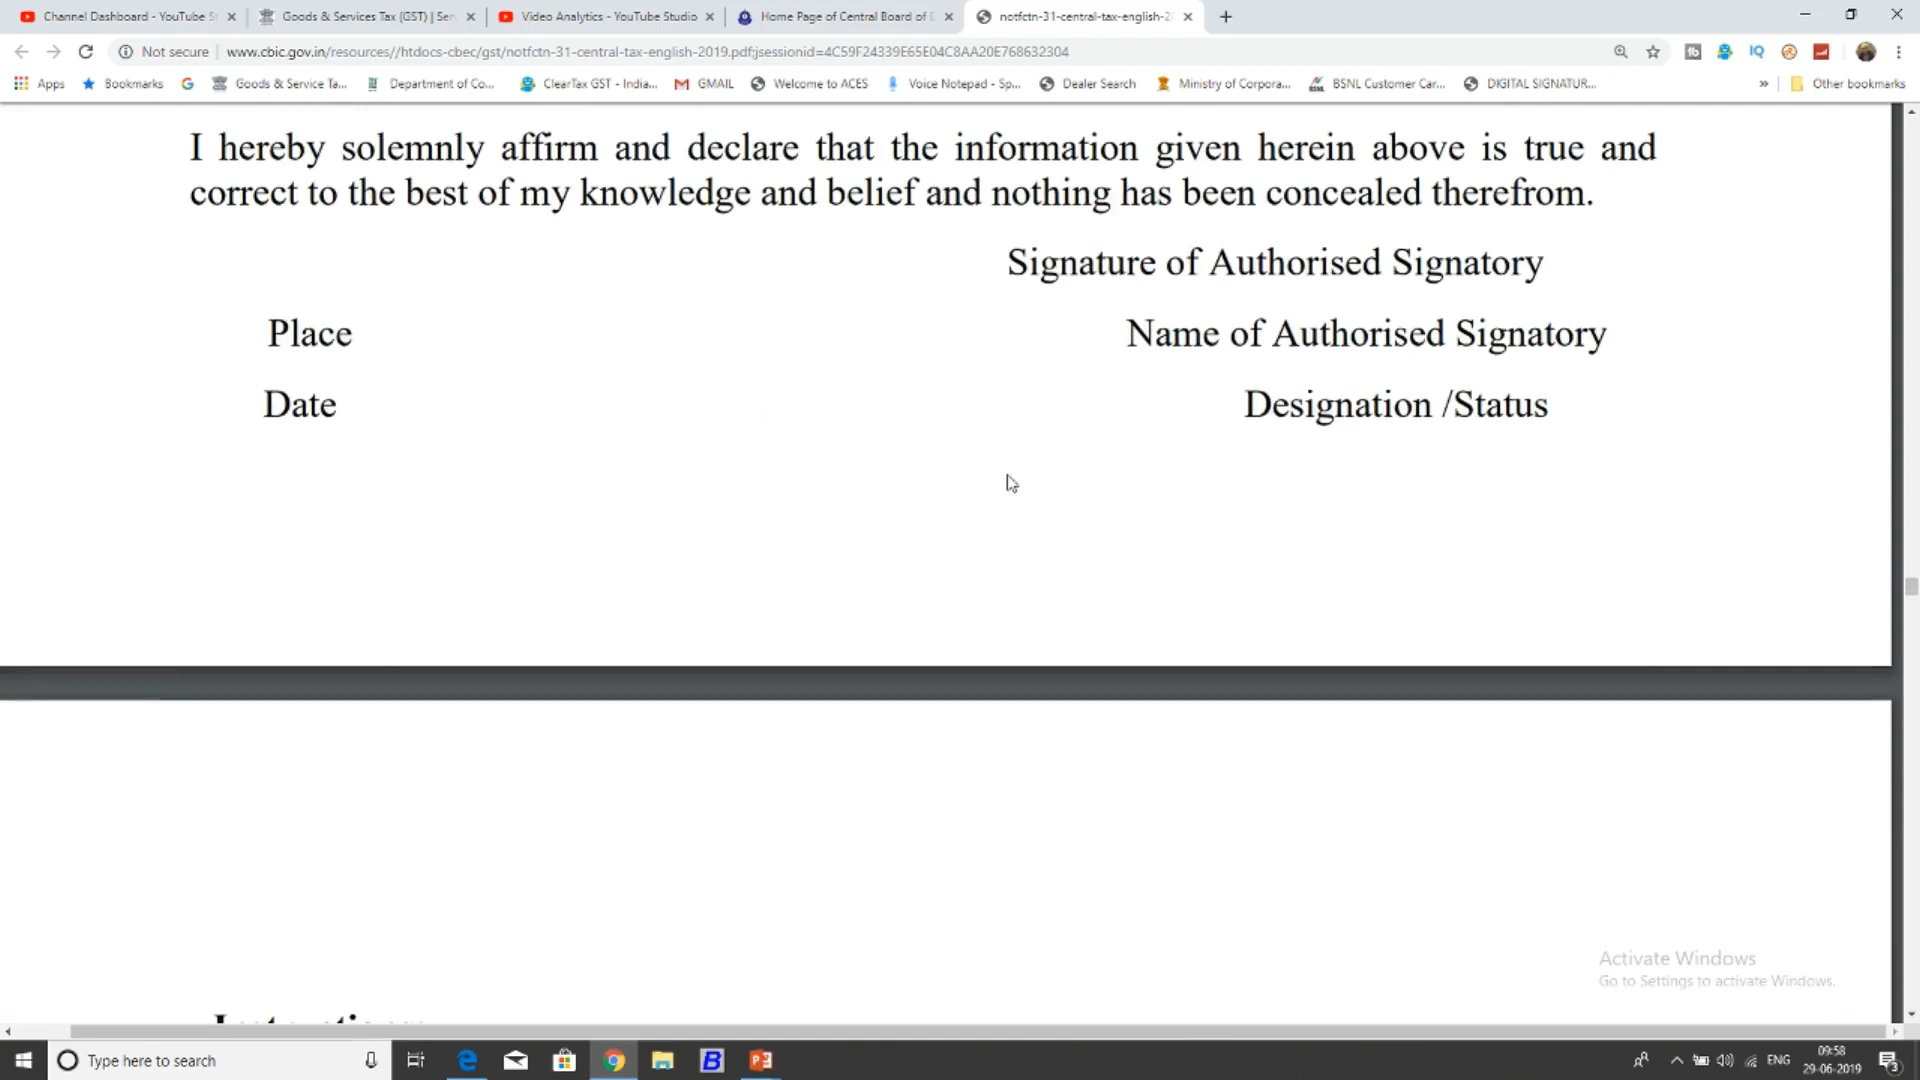 Channel Dashboard - YouTube S
Goods & Services Tax (GST) | Ser
Video Analytics - YouTube Studio
Home Page of Central Board of E
notfctn-31-central-tax-english-2
Not secure
www.cbic.gov.in/resources//htdocs-cbec/gst/notfctn-31-central-tax-english-2019.pdf;jsessionid=4C59F24339E65E04C8AA20E768632304
Apps
Bookmarks
Goods & Service Ta...
Department of Co...
ClearTax GST - India...
GMAIL
Welcome to ACES
Voice Notepad - Sp...
Dealer Search
Ministry of Corpora...
BSNL Customer Car...
DIGITAL SIGNATUR...
Other bookmarks
I hereby solemnly affirm and declare that the information given herein above is true and
correct to the best of my knowledge and belief and nothing has been concealed therefrom.
Signature of Authorised Signatory
Place
Name of Authorised Signatory
Date
Designation /Status
Activate Windows
Go to Settings to activate Windows.
Type here to search
ENG
09:58
29-06-2019